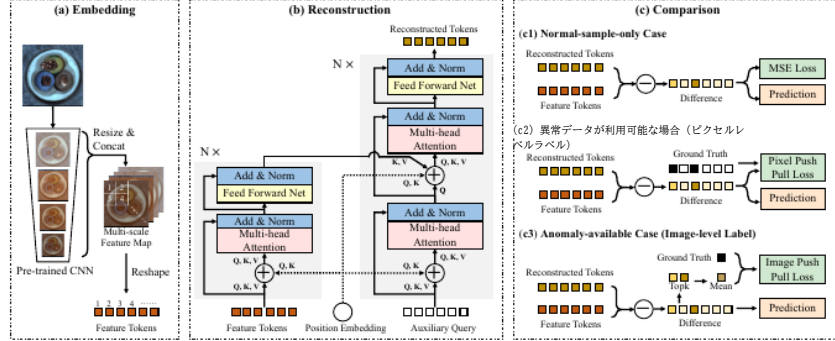 (a) Embedding
Resize &
Concat
1 2
4
Multi-scale
Feature Map
Pre-trained CNN
Reshape
1 2 3 4 ······
Feature Tokens
(b) Reconstruction
Reconstructed Tokens
N ×
Add & Norm
Feed Forward Net
Add & Norm
Multi-head
Attention
K, V
Q, K, V
Q, K
Q
N ×
Add & Norm
Feed Forward Net
Add & Norm
Multi-head
Attention
Q, K, V
Q, K
Q, K, V
Add & Norm
Multi-head
Attention
Q, K, V
Q, K
Q, K, V
Feature Tokens
Position Embedding
Auxiliary Query
(c) Comparison
(c1) Normal-sample-only Case
Reconstructed Tokens
Feature Tokens
Difference
MSE Loss
Prediction
(c2) 異常データが利用可能な場合（ピクセルレ
ベルラベル）
Reconstructed Tokens
Feature Tokens
Ground Truth
Difference
Pixel Push
Pull Loss
Prediction
(c3) Anomaly-available Case (Image-level Label)
Reconstructed Tokens
Feature Tokens
Ground Truth
Topk
Mean
Difference
Image Push
Pull Loss
Prediction